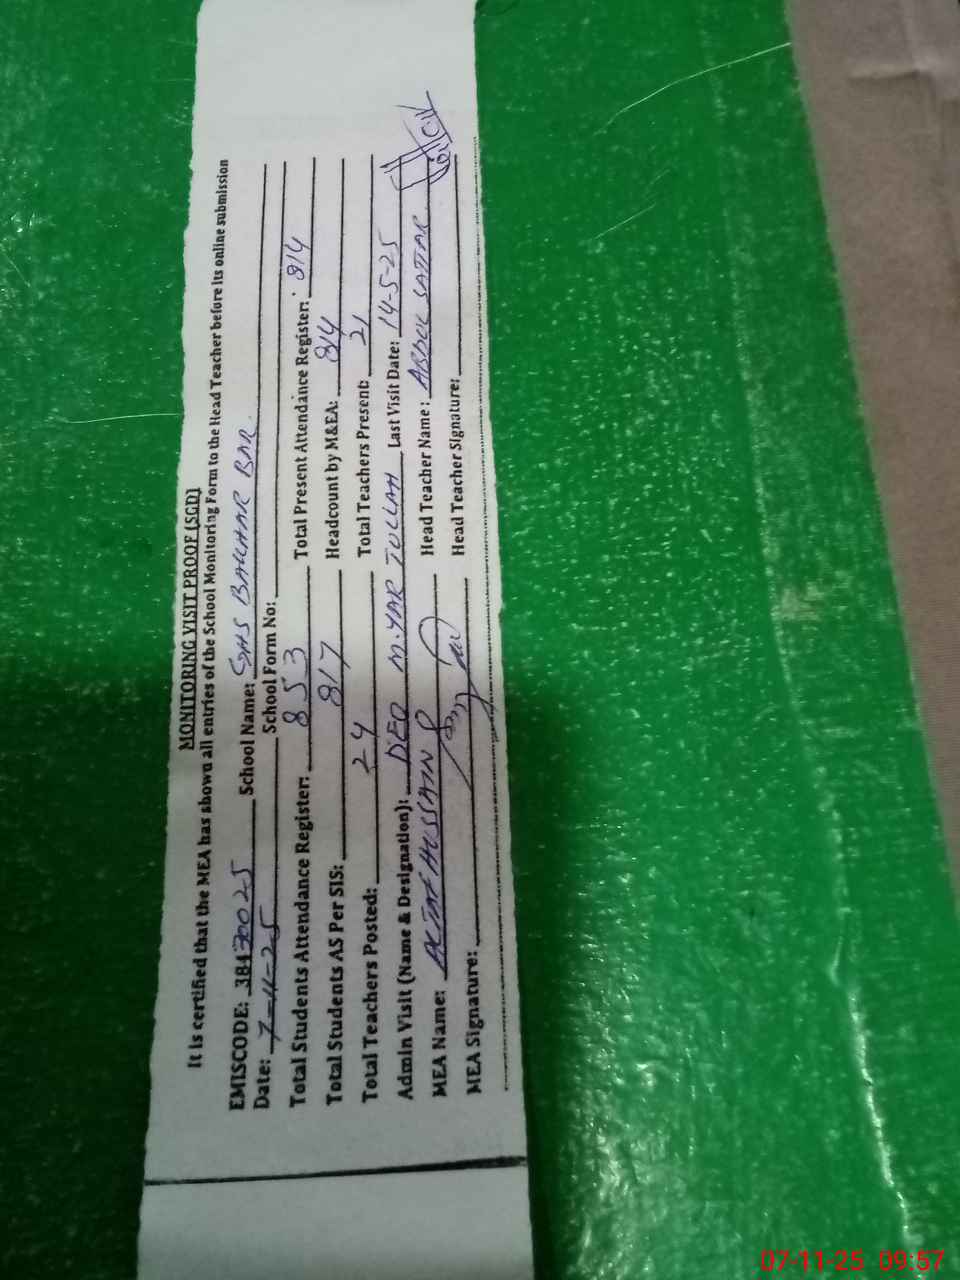 MONITORING VISIT PROOF (SGD)
It is certified that the MEA has shown all entries of the School Monitoring Form to the Head Teacher before its online submission
EMISCODE: 38430025 School Name: GHS BAKHAR BAR
Date: 7-11-25 School Form No:
Total Students Attendance Register: 853 Total Present Attendance Register: 814
Total Students AS Per SIS: 817 Headcount by M&EA: 814
Total Teachers Posted: 24 Total Teachers Present: 21
Admin Visit (Name & Designation): DEO M. YAR Last Visit Date: 14-5-25
MEA Name: HUSSAIN Head Teacher Name: ABDUL SATTAR
MEA Signature: Head Teacher Signature:
07-11-25 09:57